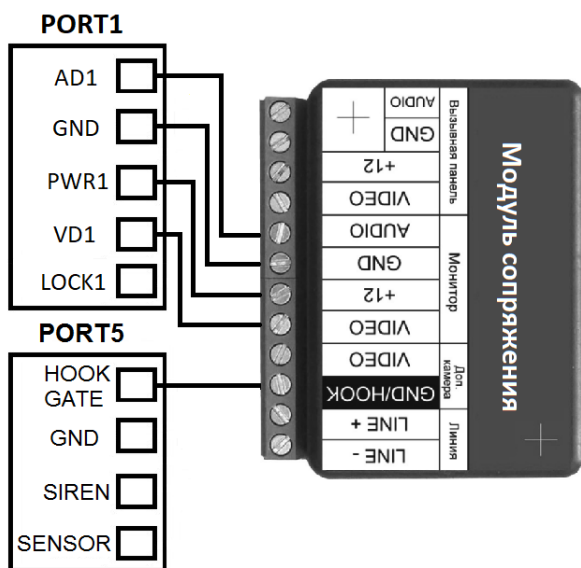 PORT1
AD1
GND
PWR1
VD1
LOCK1
PORT5
HOOK
GATE
GND
SIREN
SENSOR
AUDIO
GND
+12
VIDEO
AUDIO
GND
+12
VIDEO
VIDEO
GND/HOOK
LINE +
LINE -
Вызывная панель
Монитор
Доп.
камера
Линия
Модуль сопряжения